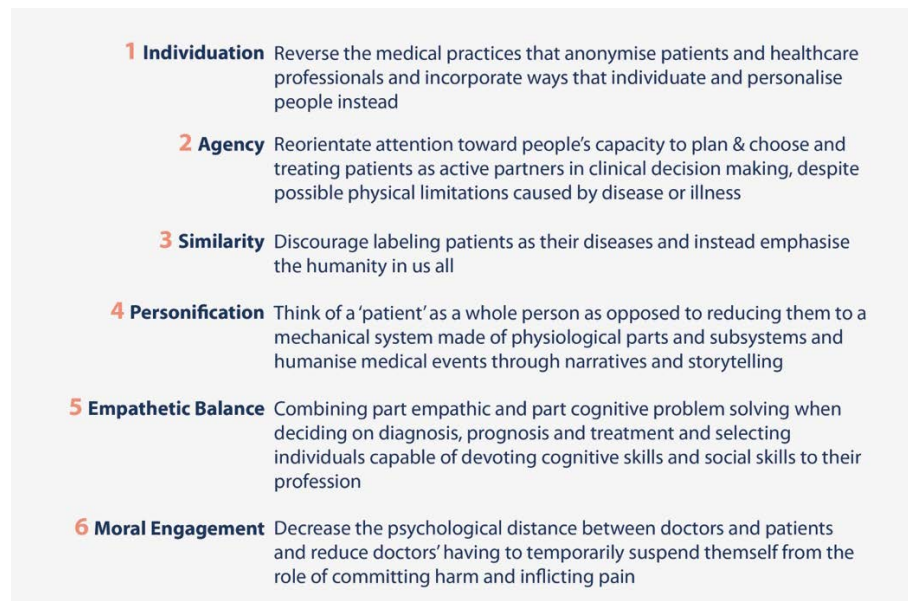 1 Individuation Reverse the medical practices that anonymise patients and healthcare
professionals and incorporate ways that individuate and personalise
people instead
2 Agency Reorientate attention toward people's capacity to plan & choose and
treating patients as active partners in clinical decision making, despite
possible physical limitations caused by disease or illness
3 Similarity Discourage labeling patients as their diseases and instead emphasise
the humanity in us all
4 Personification Think of a 'patient' as a whole person as opposed to reducing them to a
mechanical system made of physiological parts and subsystems and
humanise medical events through narratives and storytelling
5 Empathetic Balance Combining part empathic and part cognitive problem solving when
deciding on diagnosis, prognosis and treatment and selecting
individuals capable of devoting cognitive skills and social skills to their
profession
6 Moral Engagement Decrease the psychological distance between doctors and patients
and reduce doctors' having to temporarily suspend themself from the
role of committing harm and inflicting pain